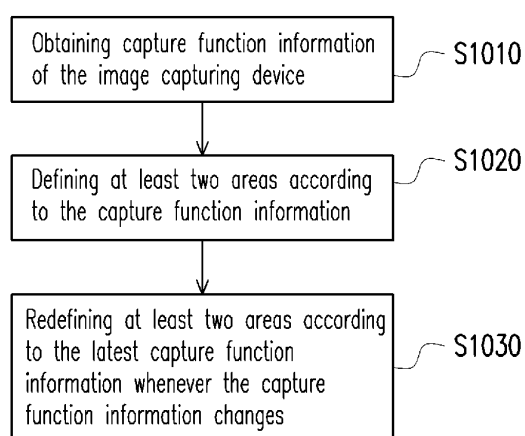 Obtaining capture function information
of the image capturing device
S1010
Defining at least two areas according
to the capture function information
S1020
Redefining at least two areas according
to the latest capture function
information whenever the capture
function information changes
S1030